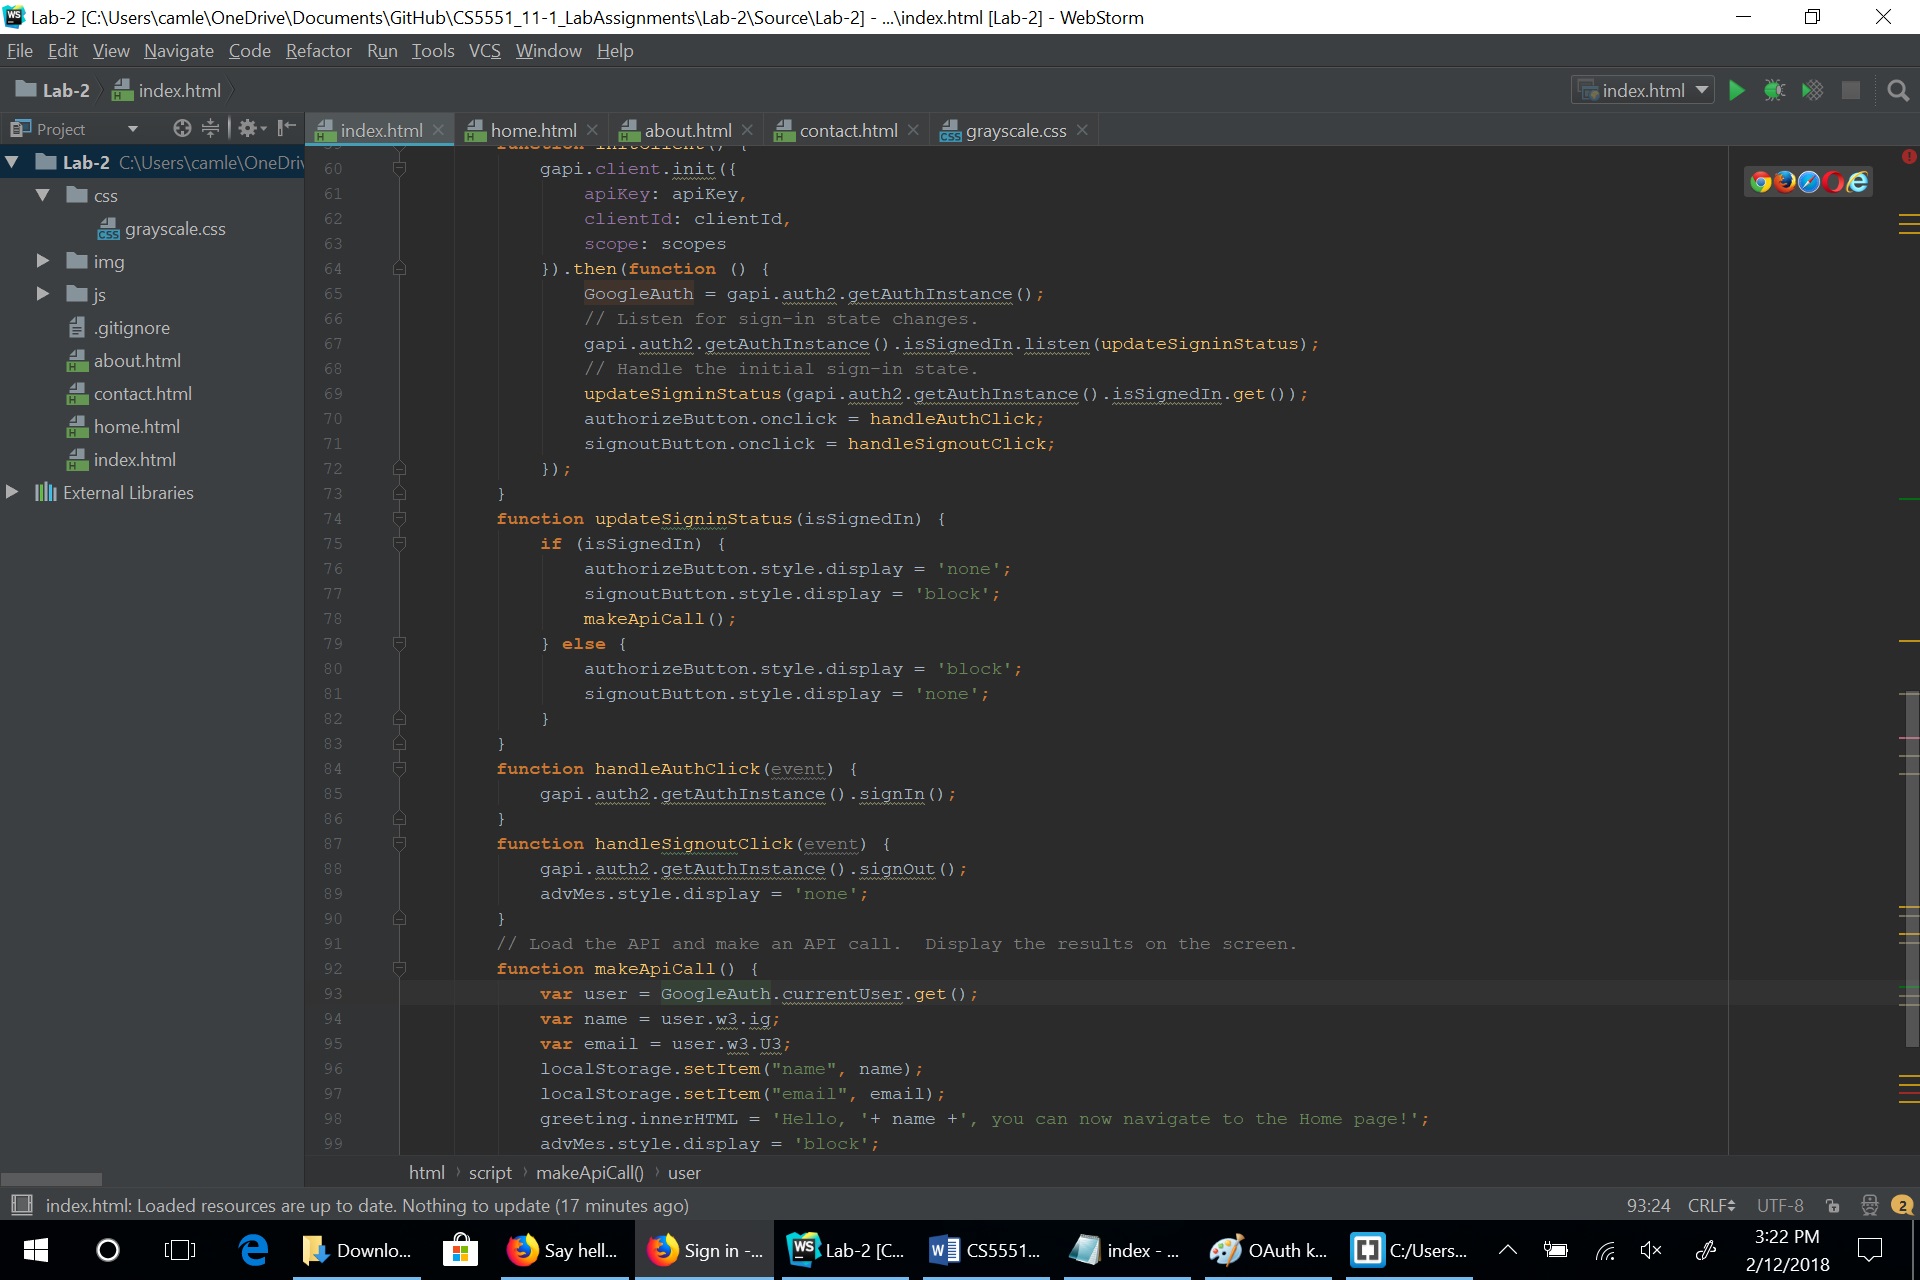 Lab-2 [C:\Users\camle\OneDrive\Documents\GitHub\CS5551_11-1_LabAssignments\Lab-2\Source\Lab-2] - ...\index.html [Lab-2] - WebStorm
File Edit View Navigate Code Refactor Run Tools VCS Window Help
Lab-2 index.html index.html
Project index.html home.html about.html contact.html grayscale.css
Lab-2 C:\Users\camle\OneDriv
css
grayscale.css
img
js
.gitignore
about.html
contact.html
home.html
index.html
External Libraries
59 function initClient() {
60 gapi.client.init({
61 apiKey: apiKey,
62 clientId: clientId,
63 scope: scopes
64 }).then(function () {
65 GoogleAuth = gapi.auth2.getAuthInstance();
66 // Listen for sign-in state changes.
67 gapi.auth2.getAuthInstance().isSignedIn.listen(updateSigninStatus);
68 // Handle the initial sign-in state.
69 updateSigninStatus(gapi.auth2.getAuthInstance().isSignedIn.get());
70 authorizeButton.onclick = handleAuthClick;
71 signoutButton.onclick = handleSignoutClick;
72 });
73 }
74 function updateSigninStatus(isSignedIn) {
75 if (isSignedIn) {
76 authorizeButton.style.display = 'none';
77 signoutButton.style.display = 'block';
78 makeApiCall();
79 } else {
80 authorizeButton.style.display = 'block';
81 signoutButton.style.display = 'none';
82 }
83 }
84 function handleAuthClick(event) {
85 gapi.auth2.getAuthInstance().signIn();
86 }
87 function handleSignoutClick(event) {
88 gapi.auth2.getAuthInstance().signOut();
89 advMes.style.display = 'none';
90 }
91 // Load the API and make an API call.  Display the results on the screen.
92 function makeApiCall() {
93 var user = GoogleAuth.currentUser.get();
94 var name = user.w3.ig;
95 var email = user.w3.U3;
96 localStorage.setItem("name", name);
97 localStorage.setItem("email", email);
98 greeting.innerHTML = 'Hello, '+ name +', you can now navigate to the Home page!';
99 advMes.style.display = 'block';
html script makeApiCall() user
index.html: Loaded resources are up to date. Nothing to update (17 minutes ago) 93:24 CRLF UTF-8 2
Downlo... Say hell... Sign in -... Lab-2 [C... CS5551... index - ... OAuth k... C:/Users... 3:22 PM
2/12/2018